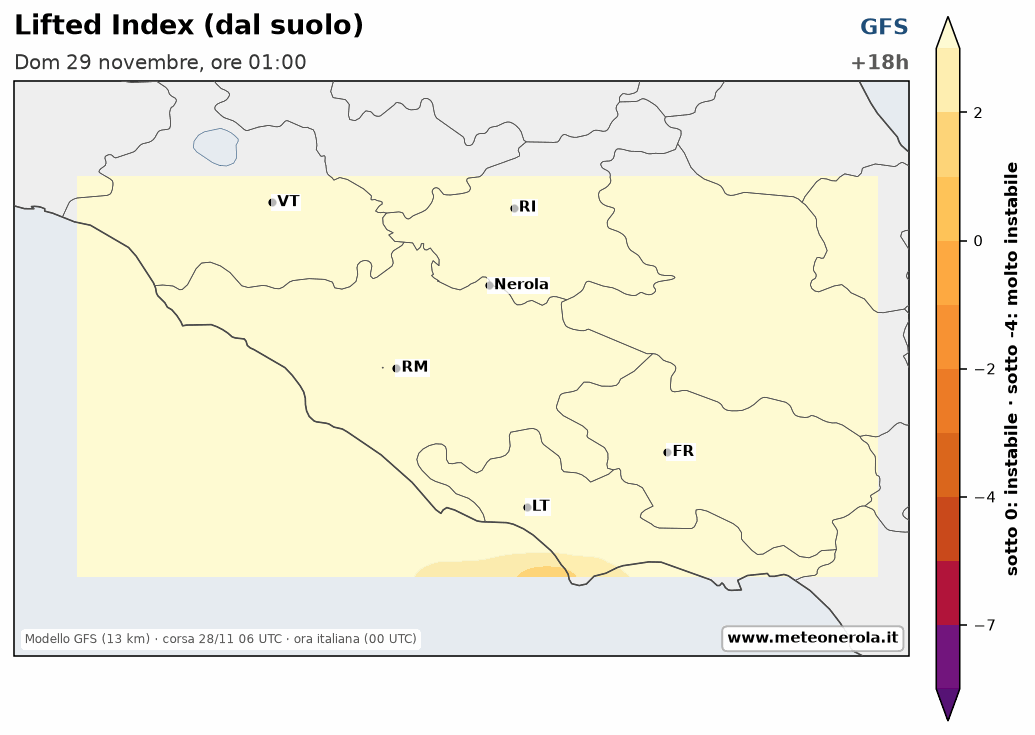 Lifted Index (dal suolo)
GFS
Dom 29 novembre, ore 01:00
+18h
VT
RI
Nerola
RM
FR
LT
2
0
−2
−4
−7
sotto 0: instabile · sotto -4: molto instabile
Modello GFS (13 km) · corsa 28/11 06 UTC · ora italiana (00 UTC)
www.meteonerola.it